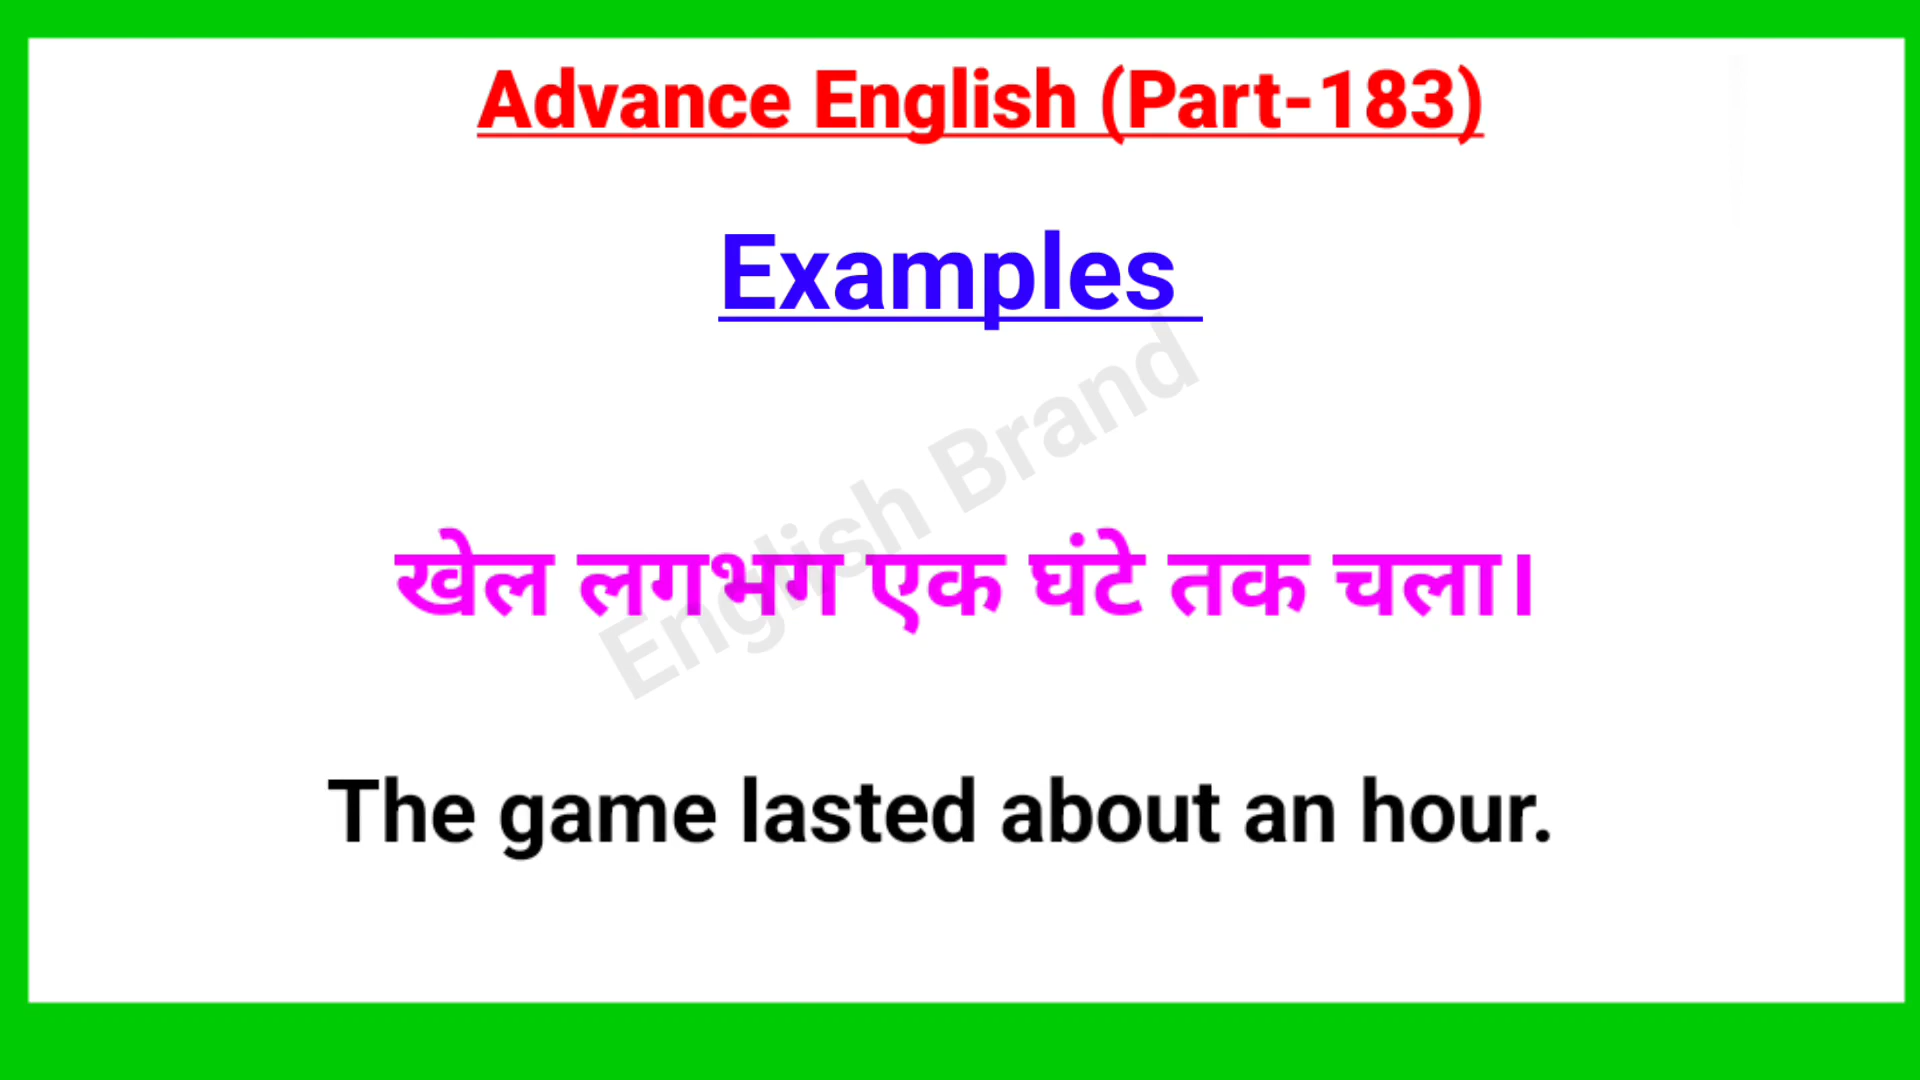 Advance English (Part-183)
Examples
English Brand
खेल लगभग एक घंटे तक चला।
The game lasted about an hour.